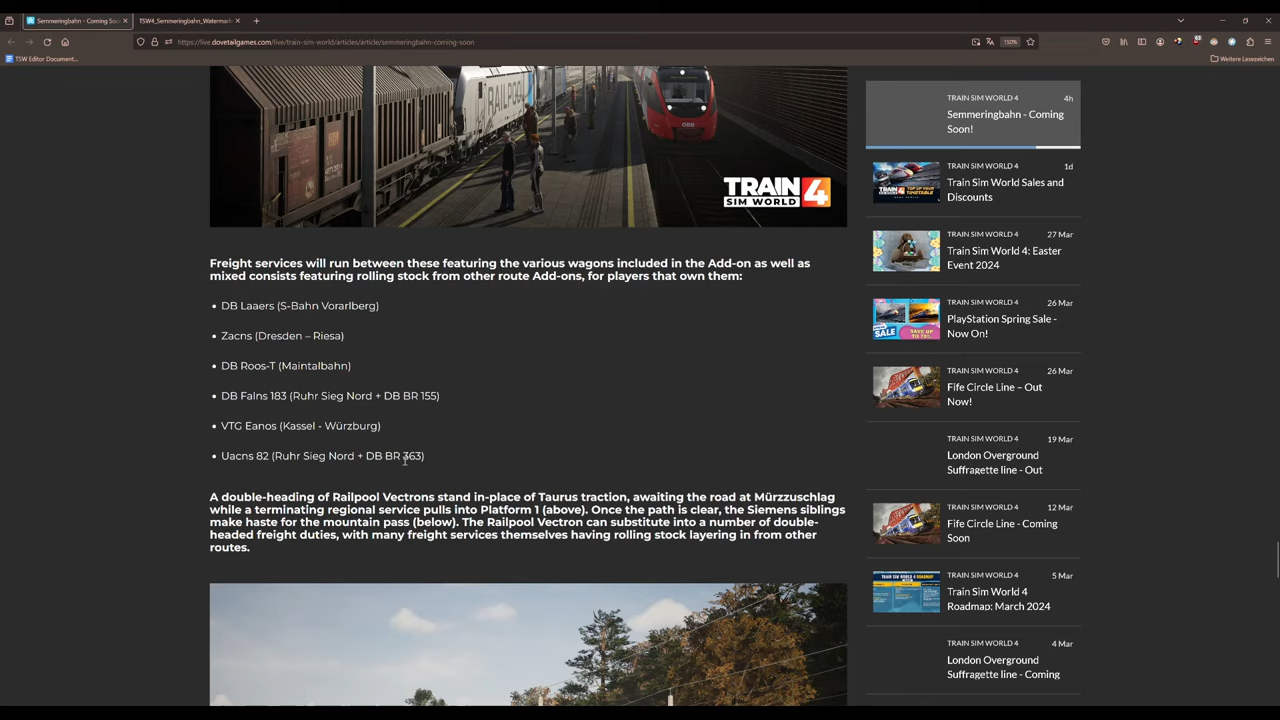 Semmeringbahn - Coming Soo
TSW4_Semmeringbahn_Watermar
https://live.dovetailgames.com/live/train-sim-world/articles/article/semmeringbahn-coming-soon
150%
TSW Editor Document...
Weitere Lesezeichen
RAILPOOL
ÖBB
TRAIN
SIM WORLD
4
Freight services will run between these featuring the various wagons included in the Add-on as well as
mixed consists featuring rolling stock from other route Add-ons, for players that own them:
• DB Laaers (S-Bahn Vorarlberg)
• Zacns (Dresden – Riesa)
• DB Roos-T (Maintalbahn)
• DB Falns 183 (Ruhr Sieg Nord + DB BR 155)
• VTG Eanos (Kassel - Würzburg)
• Uacns 82 (Ruhr Sieg Nord + DB BR 363)
A double-heading of Railpool Vectrons stand in-place of Taurus traction, awaiting the road at Mürzzuschlag
while a terminating regional service pulls into Platform 1 (above). Once the path is clear, the Siemens siblings
make haste for the mountain pass (below). The Railpool Vectron can substitute into a number of double-
headed freight duties, with many freight services themselves having rolling stock layering in from other
routes.
TRAIN SIM WORLD 4 4h
Semmeringbahn - Coming
Soon!
TRAIN SIM WORLD 4 1d
Train Sim World Sales and
Discounts
TRAIN SIM WORLD 4 27 Mar
Train Sim World 4: Easter
Event 2024
TRAIN SIM WORLD 4 26 Mar
PlayStation Spring Sale -
Now On!
TRAIN SIM WORLD 4 26 Mar
Fife Circle Line – Out
Now!
TRAIN SIM WORLD 4 19 Mar
London Overground
Suffragette line - Out
TRAIN SIM WORLD 4 12 Mar
Fife Circle Line - Coming
Soon
TRAIN SIM WORLD 4 5 Mar
Train Sim World 4
Roadmap: March 2024
TRAIN SIM WORLD 4 4 Mar
London Overground
Suffragette line - Coming